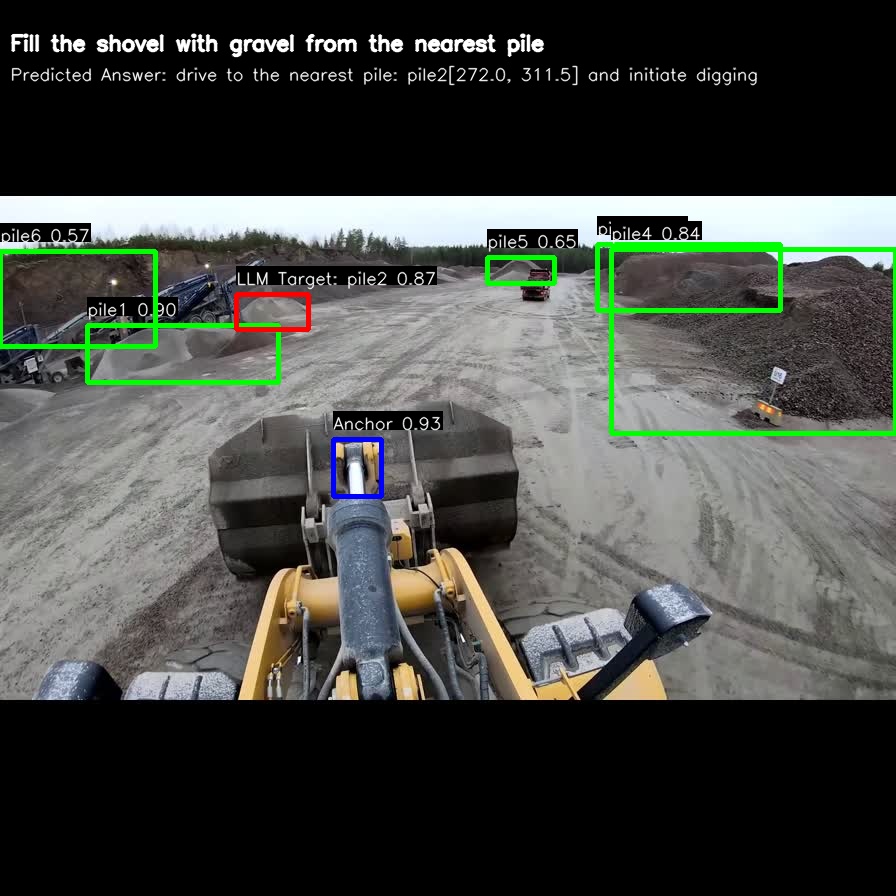 Fill the shovel with gravel from the nearest pile
Predicted Answer: drive to the nearest pile: pile2[272.0, 311.5] and initiate digging
pile6 0.57
pile5 0.65
pile4 0.84
LLM Target: pile2 0.87
pile1 0.90
Anchor 0.93